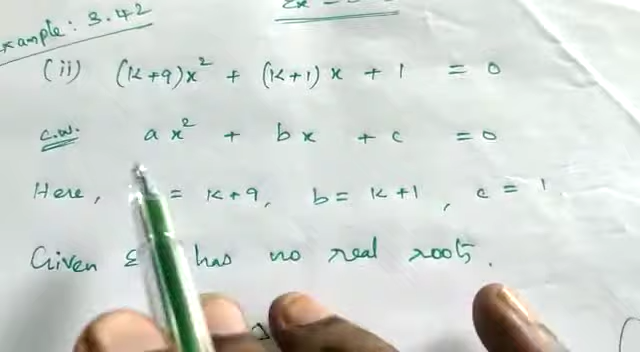 Example: 3.42
(ii) (k+9)x² + (k+1)x + 1 = 0
C.W. ax² + bx + c = 0
Here, = k+9, b = k+1, c = 1
Given has no real roots.